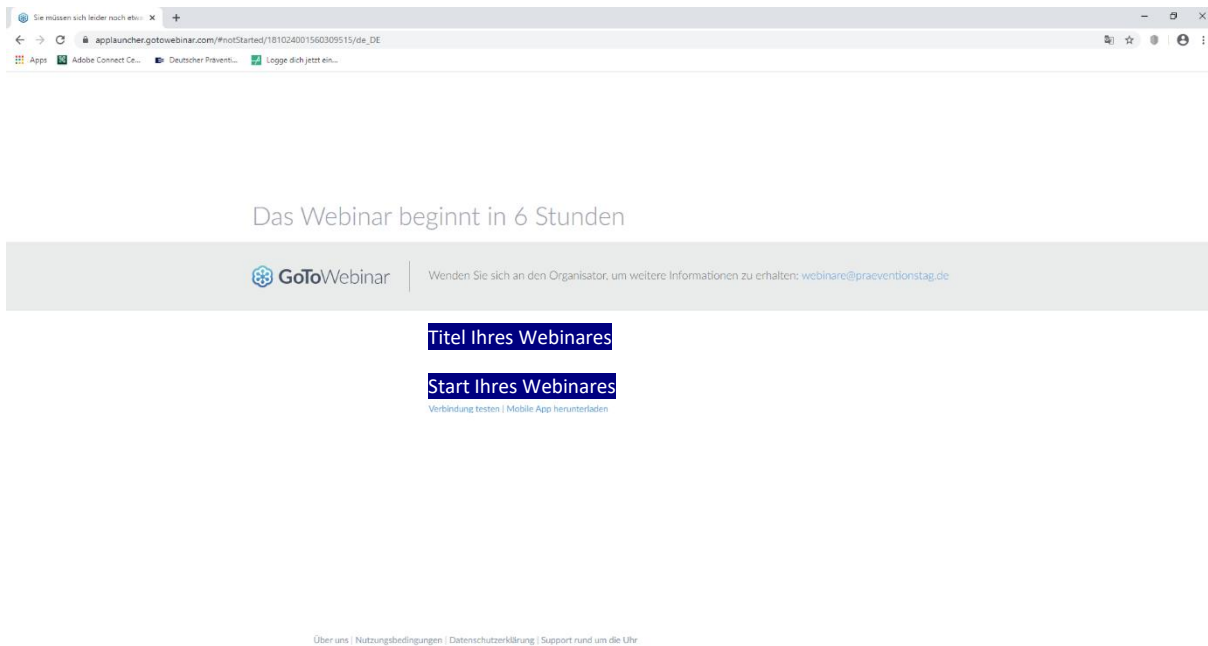 Sie müssen sich leider noch etw
applauncher.gotowebinar.com/#notStarted/181024001560309515/de_DE
Apps Adobe Connect Ce... Deutscher Präventi... Logge dich jetzt ein...
Das Webinar beginnt in 6 Stunden
GoToWebinar Wenden Sie sich an den Organisator, um weitere Informationen zu erhalten: webinare@praeventionstag.de
Titel Ihres Webinares
Start Ihres Webinares
Verbindung testen | Mobile App herunterladen
Über uns | Nutzungsbedingungen | Datenschutzerklärung | Support rund um die Uhr